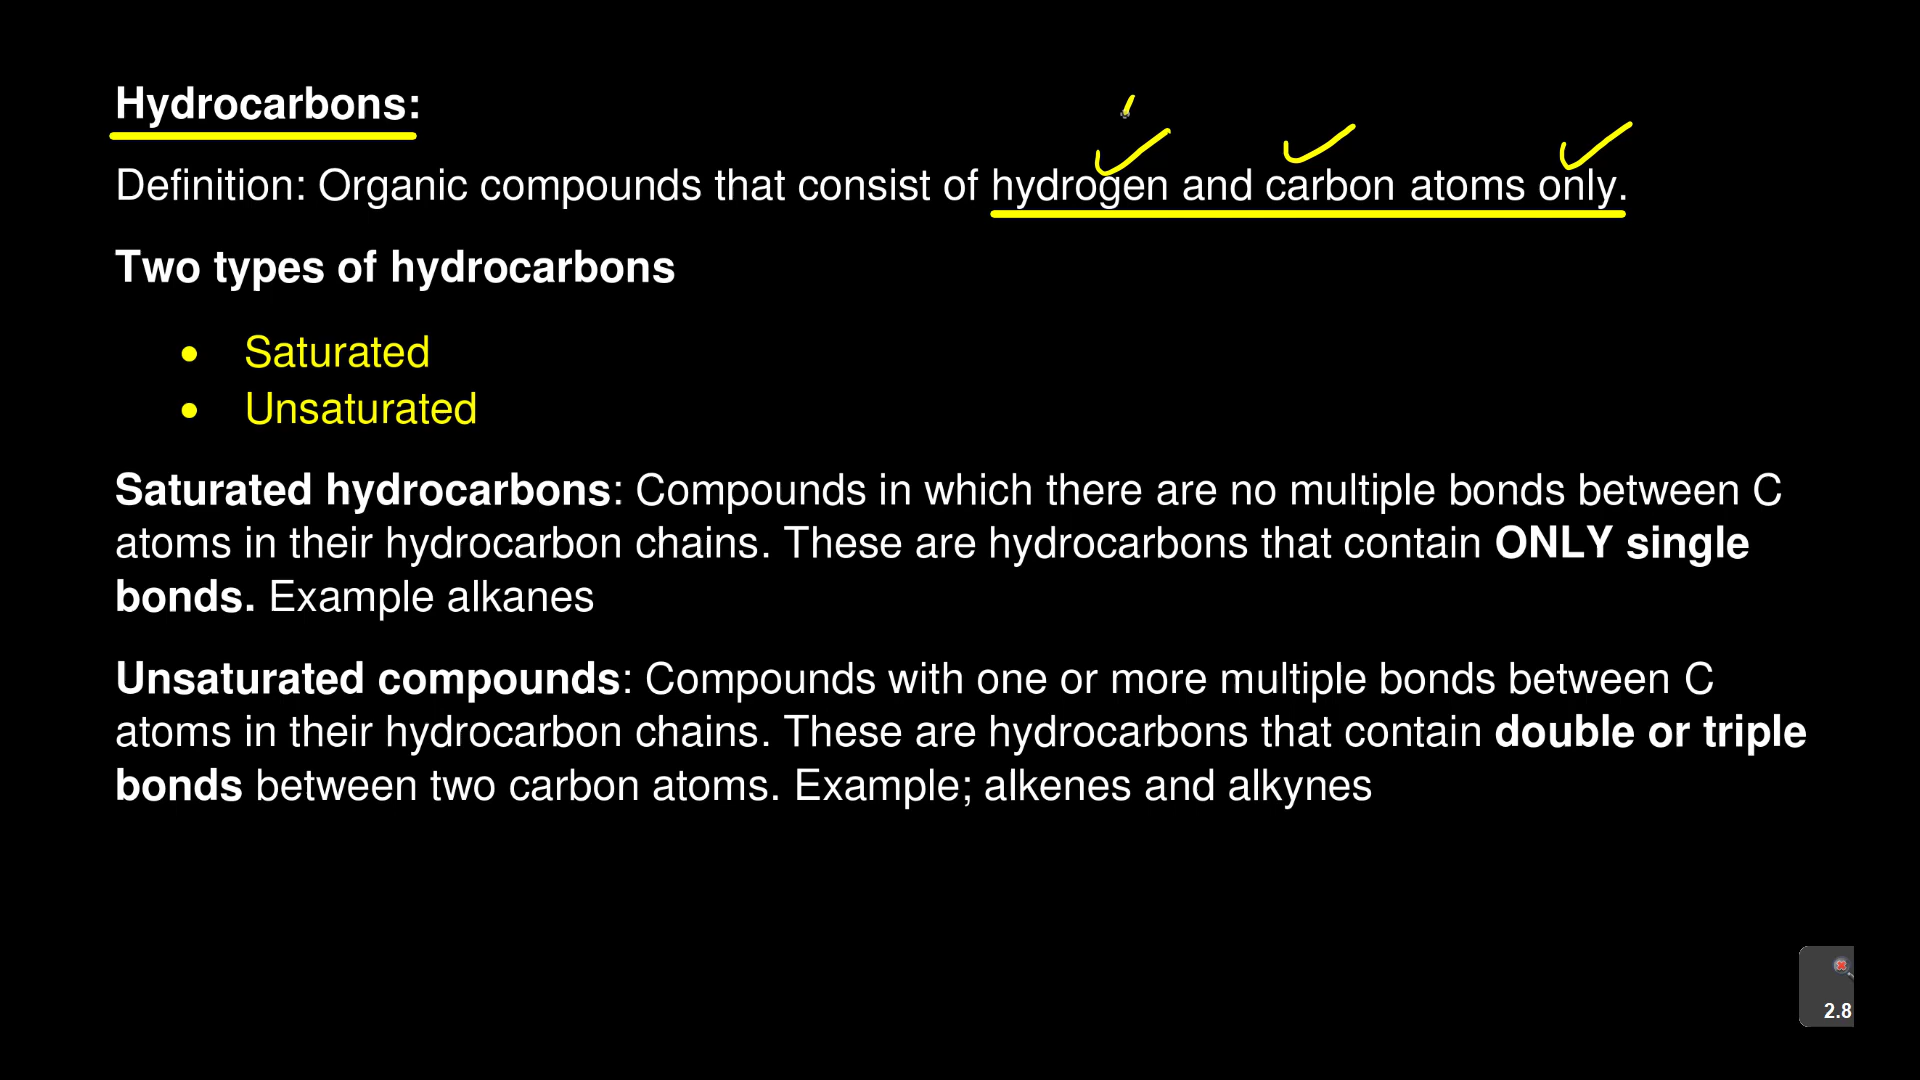 Hydrocarbons:
Definition: Organic compounds that consist of hydrogen and carbon atoms only.
Two types of hydrocarbons
• Saturated
• Unsaturated
Saturated hydrocarbons: Compounds in which there are no multiple bonds between C
atoms in their hydrocarbon chains. These are hydrocarbons that contain ONLY single
bonds. Example alkanes
Unsaturated compounds: Compounds with one or more multiple bonds between C
atoms in their hydrocarbon chains. These are hydrocarbons that contain double or triple
bonds between two carbon atoms. Example; alkenes and alkynes
2.8